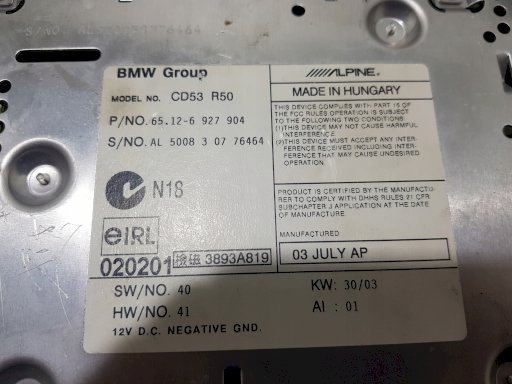 BMW Group
MODEL NO. CD53 R50
P/NO. 65.12-6 927 904
S/NO. AL 5008 3 07 76464
N18
eIRL
020201
檢磁 3893A819
SW/NO. 40
HW/NO. 41
12V D.C. NEGATIVE GND.
ALPINE
MADE IN HUNGARY
THIS DEVICE COMPLIES WITH PART 15 OF
THE FCC RULES OPERATION IS SUBJECT
TO THE FOLLOWING TWO CONDITIONS:
(1)THIS DEVICE MAY NOT CAUSE HARMFUL
INTERFERENCE.
(2)THIS DEVICE MUST ACCEPT ANY INTER-
FERENCE RECEIVED INCLUDING INTER-
FERENCE THAT MAY CAUSE UNDESIRED
OPERATION.
PRODUCT IS CERTIFIED BY THE MANUFACTU-
RER TO COMPLY WITH DHHS RULES 21 CFR
SUBCHAPTER J APPLICATION AT THE DATE
OF MANUFACTURE.
MANUFACTURED
03 JULY AP
KW: 30/03
AI : 01